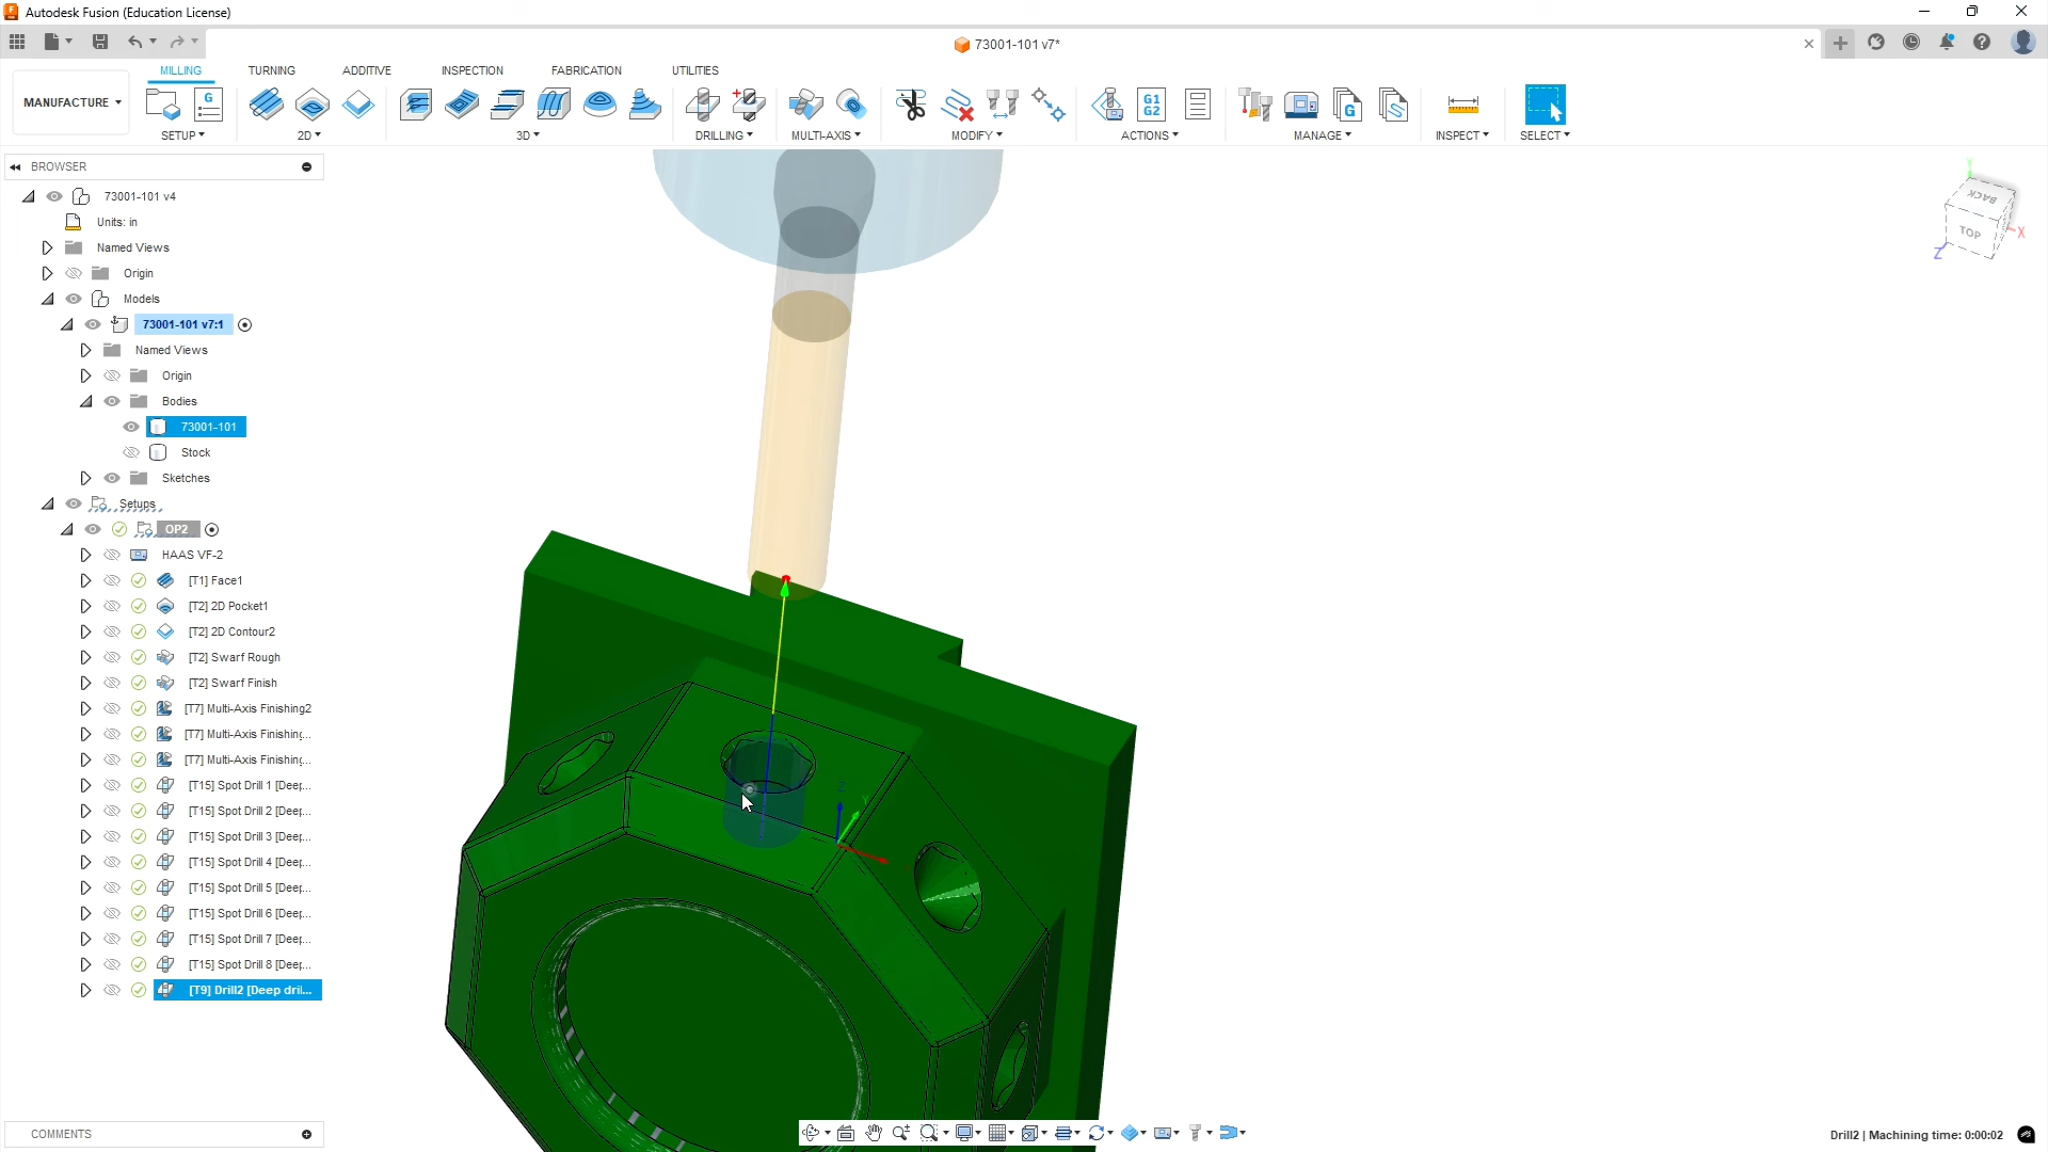 Autodesk Fusion (Education License)
73001-101 v7*
MILLING TURNING ADDITIVE INSPECTION FABRICATION UTILITIES
MANUFACTURE
G G1 G2 G
SETUP 2D 3D DRILLING MULTI-AXIS MODIFY ACTIONS MANAGE INSPECT SELECT
BROWSER
73001-101 v4
Units: in
Named Views
Origin
Models
73001-101 v7:1
Named Views
Origin
Bodies
73001-101
Stock
Sketches
Setups
OP2
HAAS VF-2
[T1] Face1
[T2] 2D Pocket1
[T2] 2D Contour2
[T2] Swarf Rough
[T2] Swarf Finish
[T7] Multi-Axis Finishing2
[T7] Multi-Axis Finishing...
[T7] Multi-Axis Finishing...
[T15] Spot Drill 1 [Deep...
[T15] Spot Drill 2 [Deep...
[T15] Spot Drill 3 [Deep...
[T15] Spot Drill 4 [Deep...
[T15] Spot Drill 5 [Deep...
[T15] Spot Drill 6 [Deep...
[T15] Spot Drill 7 [Deep...
[T15] Spot Drill 8 [Deep...
[T9] Drill2 [Deep dril...
Z
Y
BACK
TOP
X
Z
COMMENTS
Drill2 | Machining time: 0:00:02